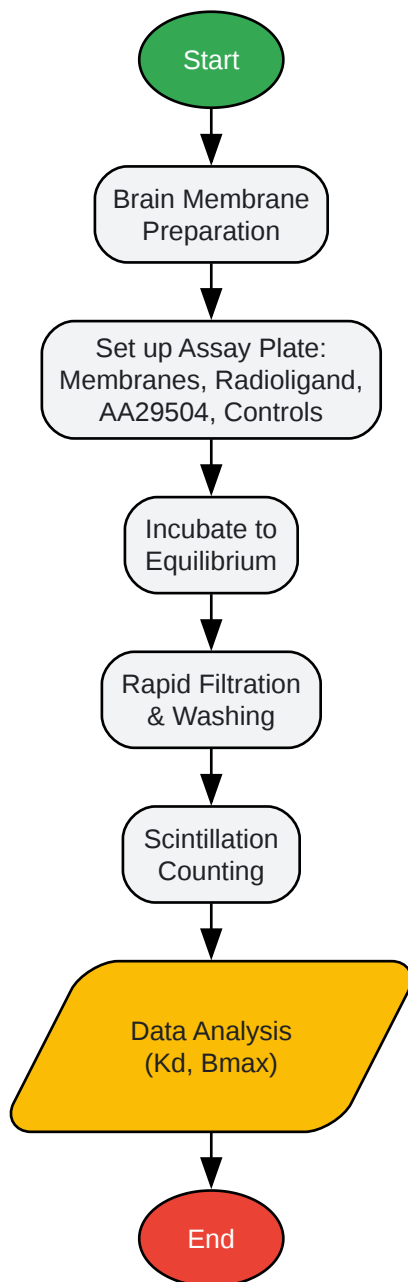 Start
Brain Membrane
Preparation
Set up Assay Plate:
Membranes, Radioligand,
AA29504, Controls
Incubate to
Equilibrium
Rapid Filtration
& Washing
Scintillation
Counting
Data Analysis
(Kd, Bmax)
End